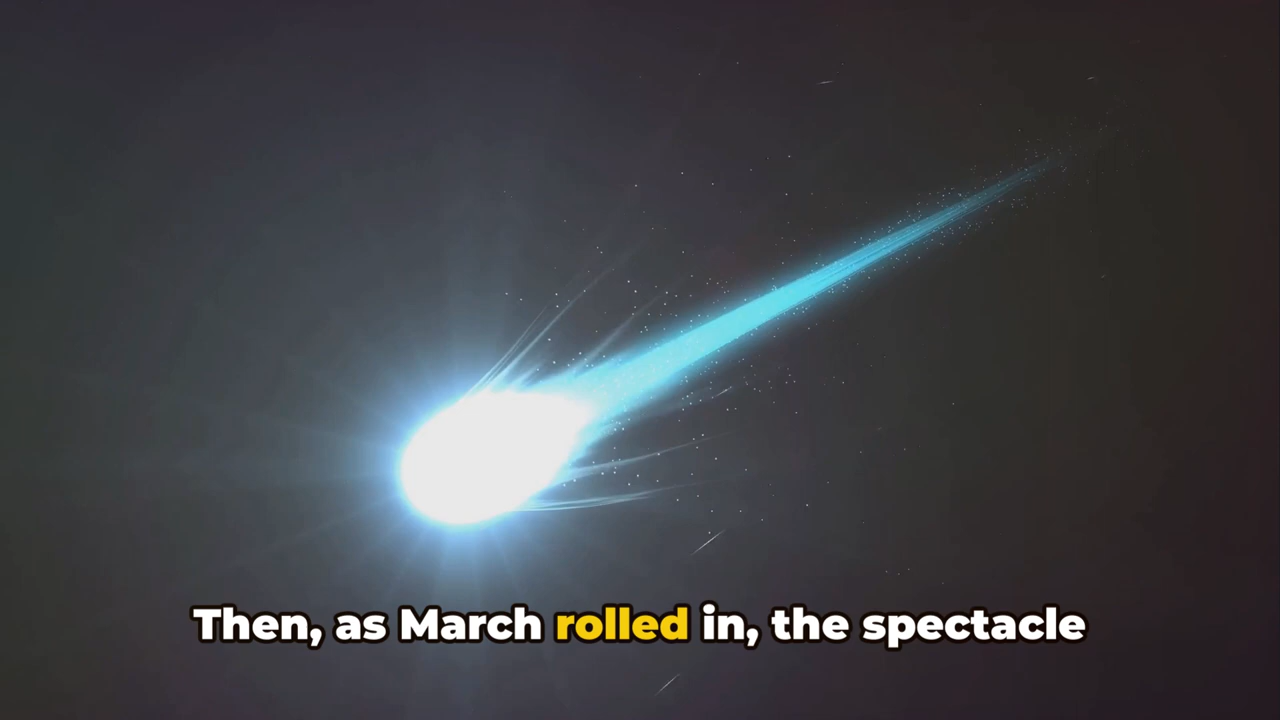 Then, as March rolled in, the spectacle